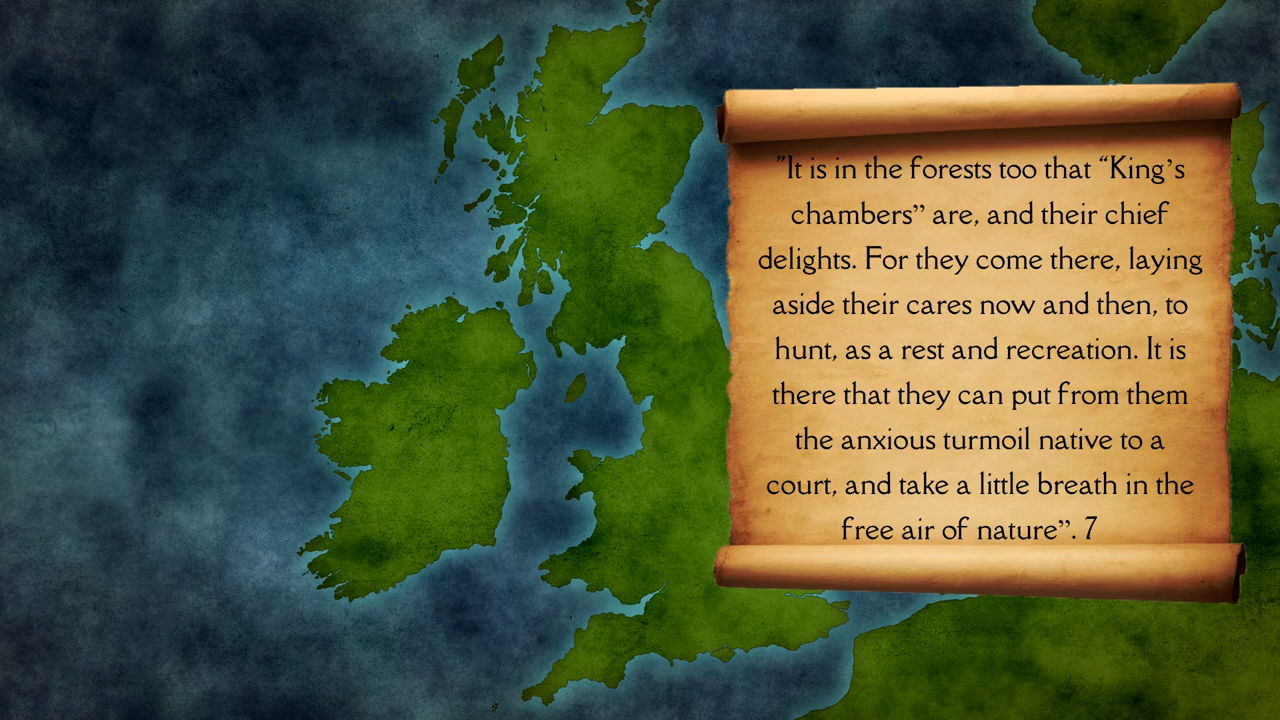 "It is in the forests too that “King’s
chambers” are, and their chief
delights. For they come there, laying
aside their cares now and then, to
hunt, as a rest and recreation. It is
there that they can put from them
the anxious turmoil native to a
court, and take a little breath in the
free air of nature”. 7